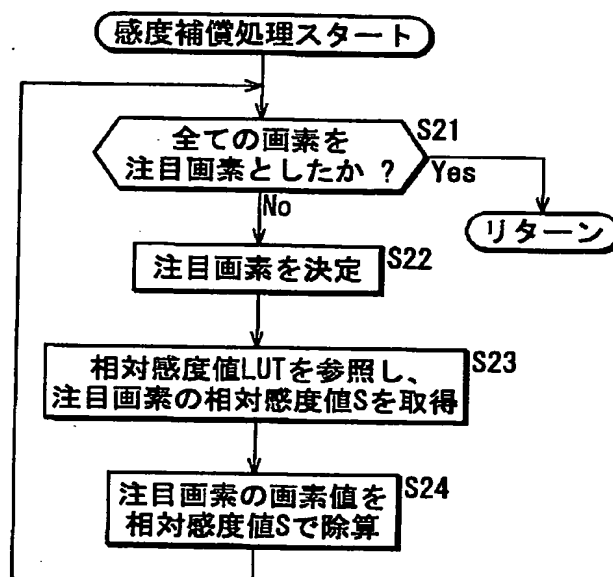 感度補償処理スタート
全ての画素を
注目画素としたか ?
S21
Yes
No
リターン
注目画素を決定
S22
相対感度値LUTを参照し、
注目画素の相対感度値Sを取得
S23
注目画素の画素値を
相対感度値Sで除算
S24